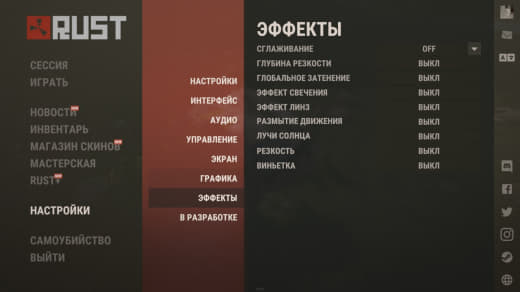 RUST
СЕССИЯ
ИГРАТЬ
НОВОСТИ
ИНВЕНТАРЬ
МАГАЗИН СКИНОВ
МАСТЕРСКАЯ
RUST+
НАСТРОЙКИ
САМОУБИЙСТВО
ВЫЙТИ
НАСТРОЙКИ
ИНТЕРФЕЙС
АУДИО
УПРАВЛЕНИЕ
ЭКРАН
ГРАФИКА
ЭФФЕКТЫ
В РАЗРАБОТКЕ
ЭФФЕКТЫ
СГЛАЖИВАНИЕ OFF
ГЛУБИНА РЕЗКОСТИ ВЫКЛ
ГЛОБАЛЬНОЕ ЗАТЕНЕНИЕ ВЫКЛ
ЭФФЕКТ СВЕЧЕНИЯ ВЫКЛ
ЭФФЕКТ ЛИНЗ ВЫКЛ
РАЗМЫТИЕ ДВИЖЕНИЯ ВЫКЛ
ЛУЧИ СОЛНЦА ВЫКЛ
РЕЗКОСТЬ ВЫКЛ
ВИНЬЕТКА ВЫКЛ